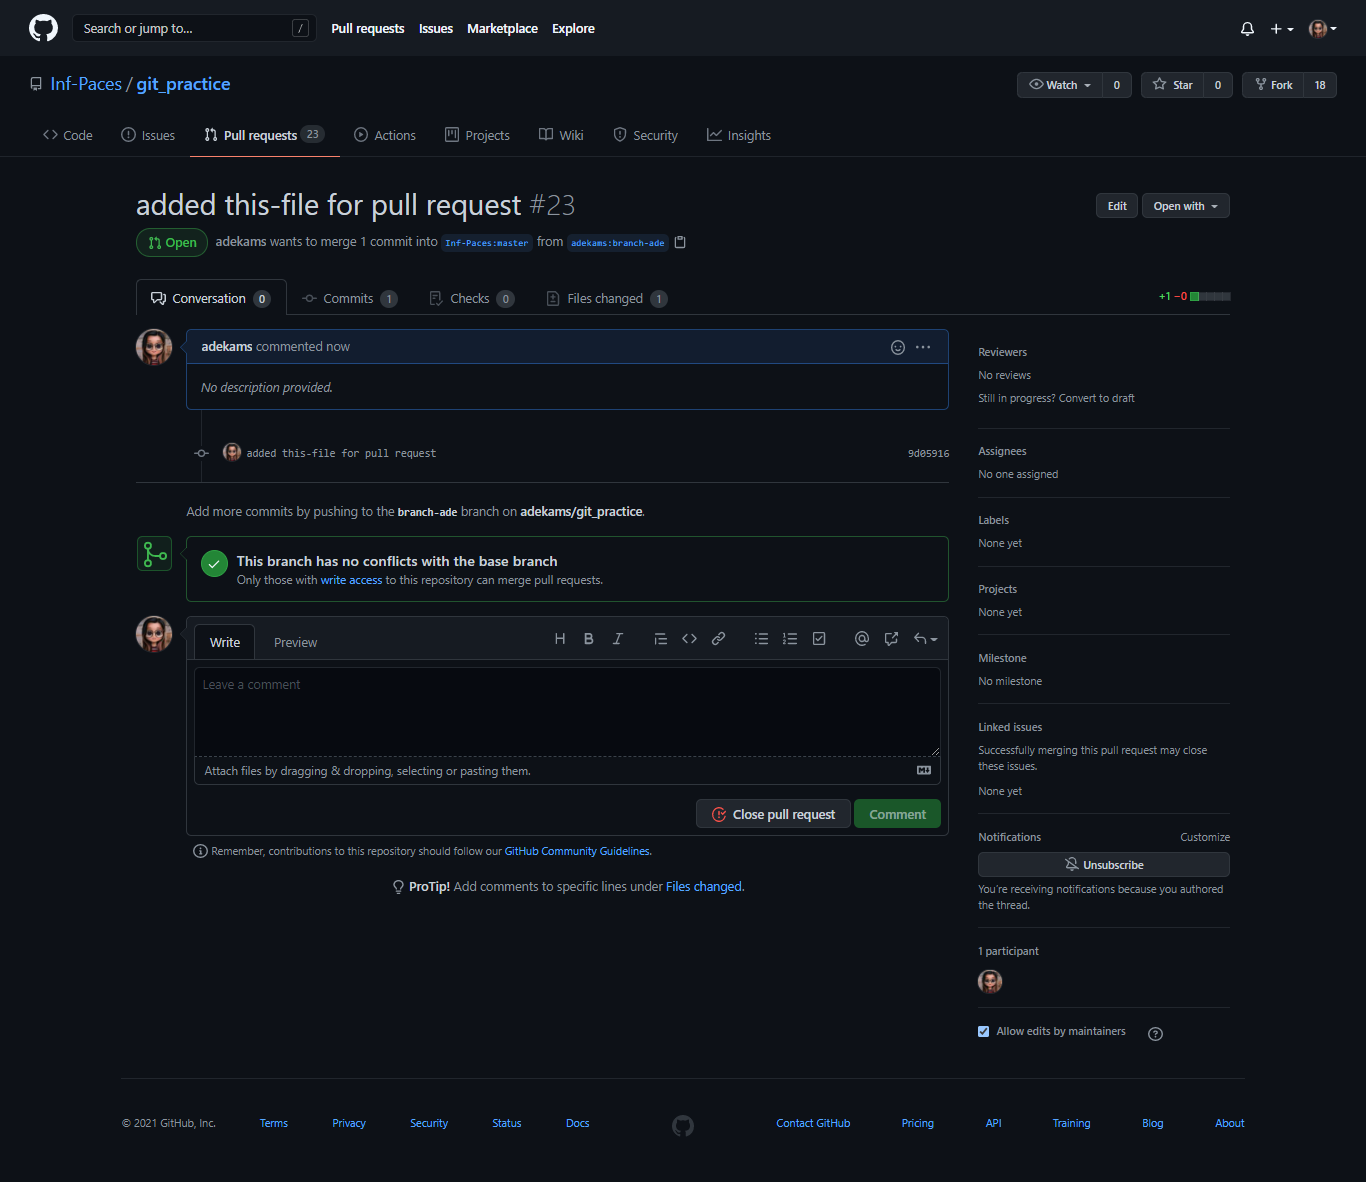 Search or jump to... /
Pull requests Issues Marketplace Explore
Inf-Paces / git_practice
Watch 0 Star 0 Fork 18
Code Issues Pull requests 23 Actions Projects Wiki Security Insights
added this-file for pull request #23
Edit Open with
Open adekams wants to merge 1 commit into Inf-Paces:master from adekams:branch-ade
Conversation 0 Commits 1 Checks 0 Files changed 1
+1 −0
adekams commented now
No description provided.
added this-file for pull request 9d05916
Add more commits by pushing to the branch-ade branch on adekams/git_practice.
This branch has no conflicts with the base branch
Only those with write access to this repository can merge pull requests.
Write Preview
Leave a comment
Attach files by dragging & dropping, selecting or pasting them.
Close pull request Comment
Remember, contributions to this repository should follow our GitHub Community Guidelines.
ProTip! Add comments to specific lines under Files changed.
Reviewers
No reviews
Still in progress? Convert to draft
Assignees
No one assigned
Labels
None yet
Projects
None yet
Milestone
No milestone
Linked issues
Successfully merging this pull request may close
these issues.
None yet
Notifications Customize
Unsubscribe
You're receiving notifications because you authored
the thread.
1 participant
Allow edits by maintainers
© 2021 GitHub, Inc. Terms Privacy Security Status Docs Contact GitHub Pricing API Training Blog About